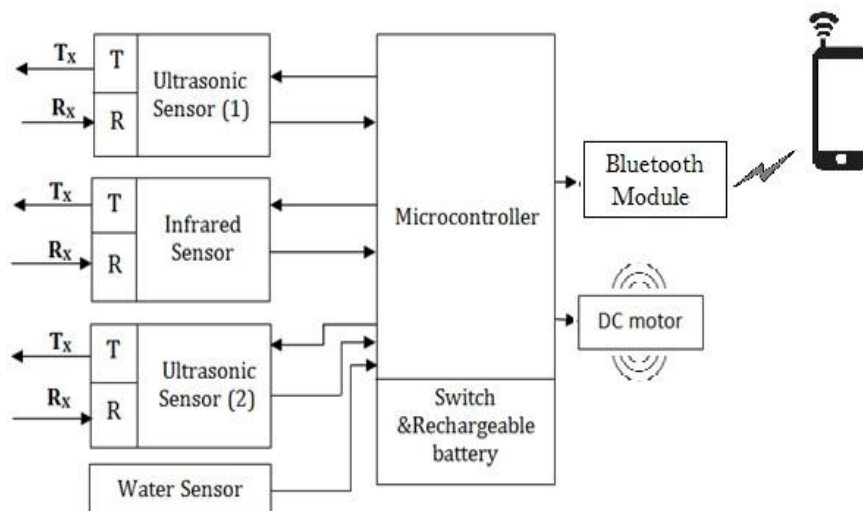 Tx
T
Ultrasonic
Sensor (1)
Rx
R
Tx
T
Infrared
Sensor
Rx
R
Tx
T
Ultrasonic
Sensor (2)
Rx
R
Water Sensor
Microcontroller
Switch
&Rechargeable
battery
Bluetooth
Module
DC motor